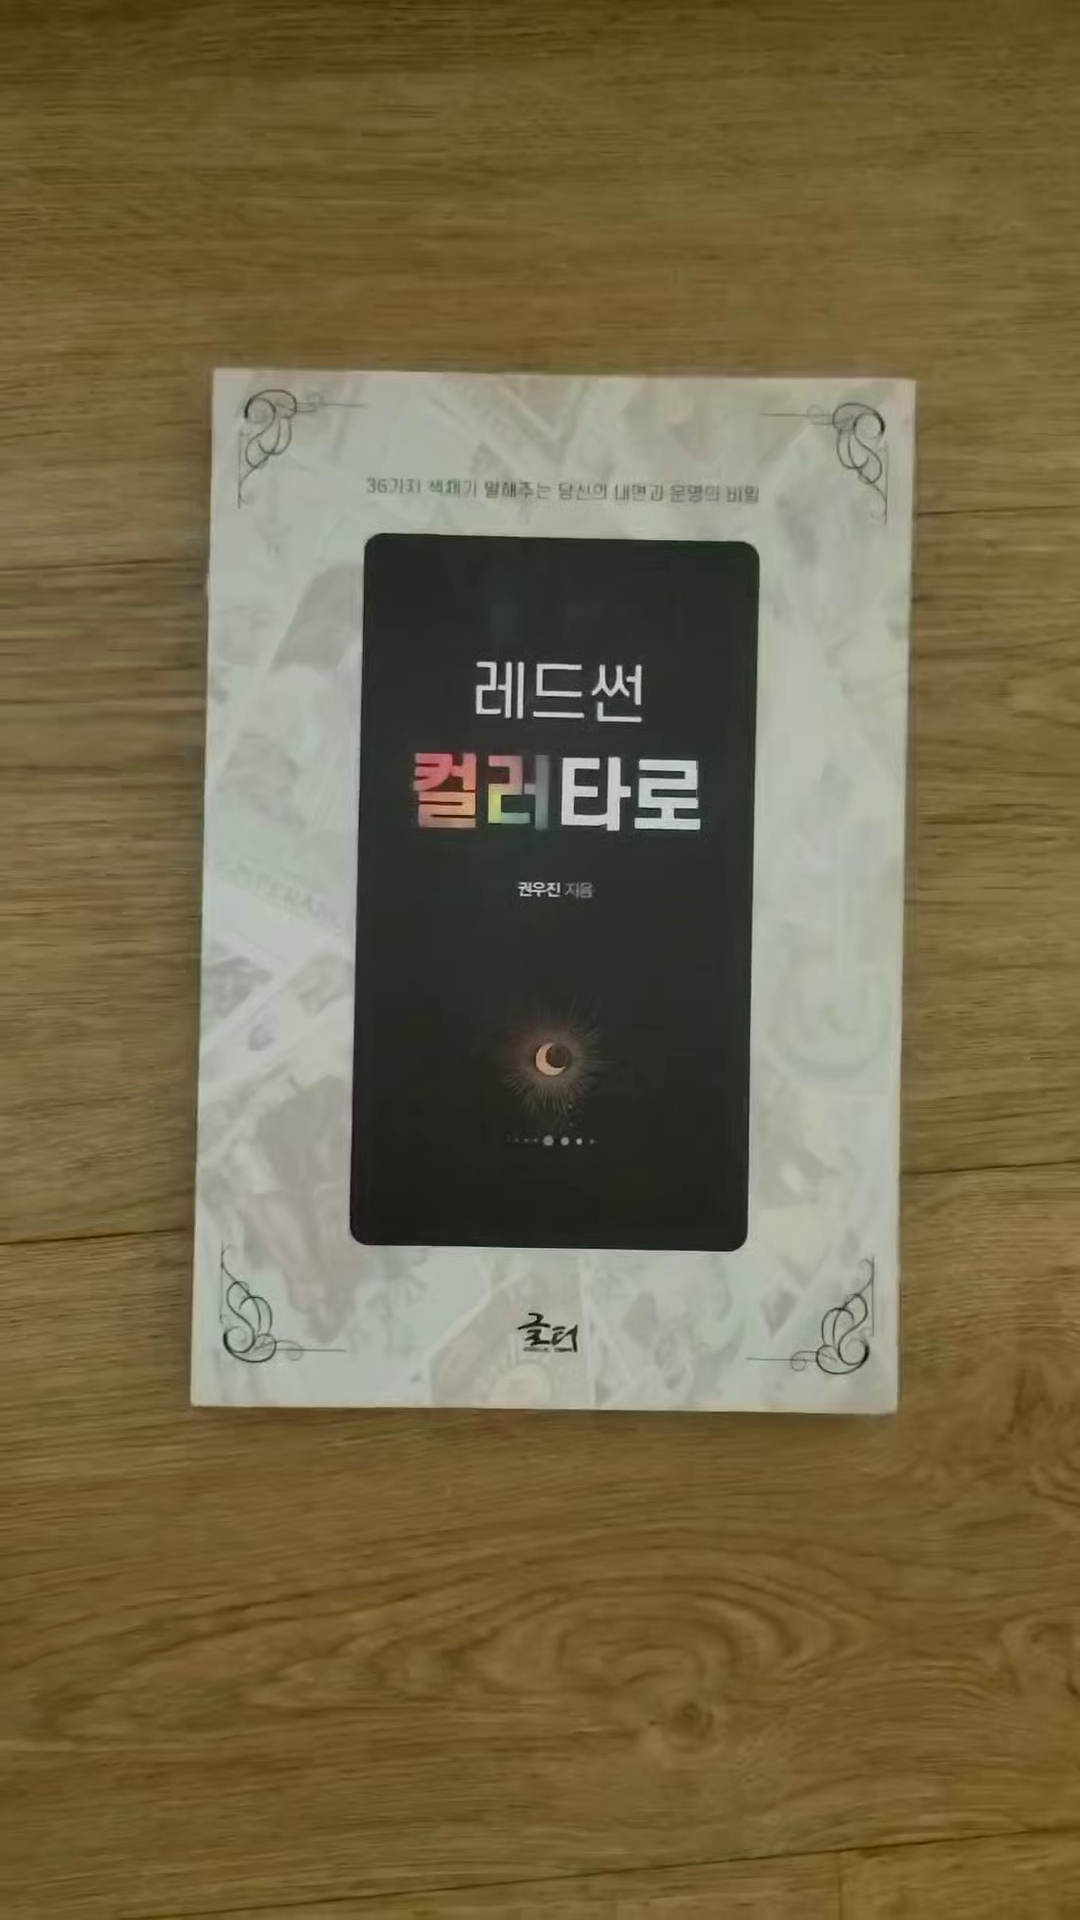 36가지 색채가 말해주는 당신의 내면과 운명의 비밀
레드썬
컬러타로
권우진 지음
글터